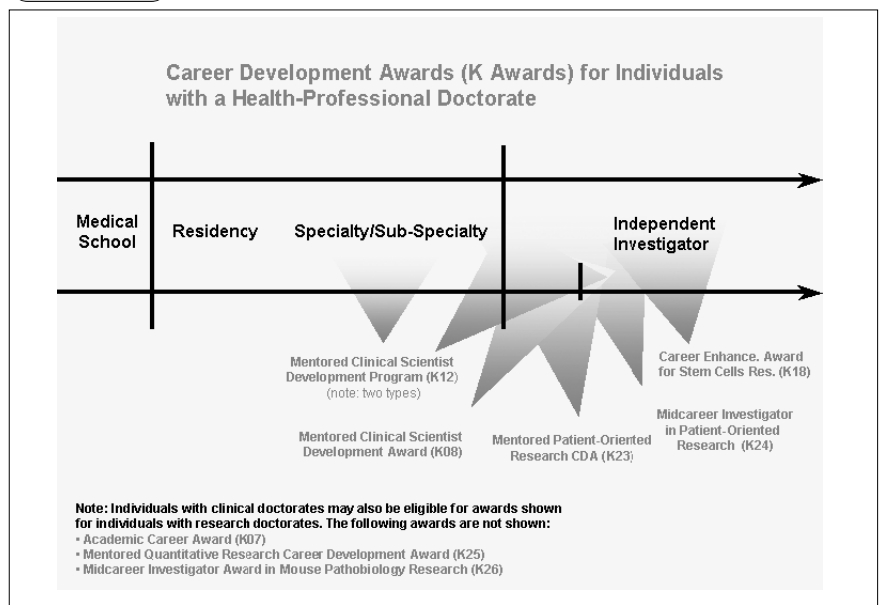 Career Development Awards (K Awards) for Individuals
with a Health-Professional Doctorate
Medical
School
Residency
Specialty/Sub-Specialty
Independent
Investigator
Mentored Clinical Scientist
Development Program (K12)
(note: two types)
Mentored Clinical Scientist
Development Award (K08)
Mentored Patient-Oriented
Research CDA (K23)
Career Enhance. Award
for Stem Cells Res. (K18)
Midcareer Investigator
in Patient-Oriented
Research (K24)
Note: Individuals with clinical doctorates may also be eligible for awards shown
for individuals with research doctorates. The following awards are not shown:
• Academic Career Award (K07)
• Mentored Quantitative Research Career Development Award (K25)
• Midcareer Investigator Award in Mouse Pathobiology Research (K26)